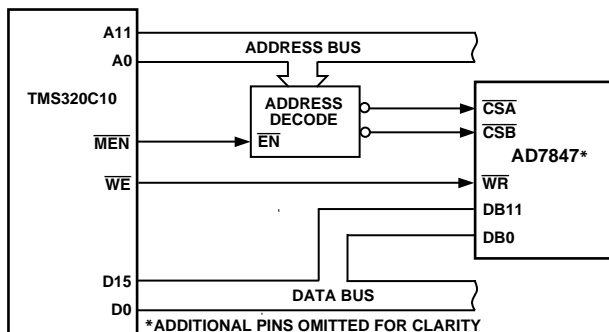 A11
ADDRESS BUS
A0
TMS320C10
ADDRESS
DECODE
EN
MEN
WE
CSA
CSB
AD7847*
WR
DB11
DB0
D15
DATA BUS
D0
*ADDITIONAL PINS OMITTED FOR CLARITY